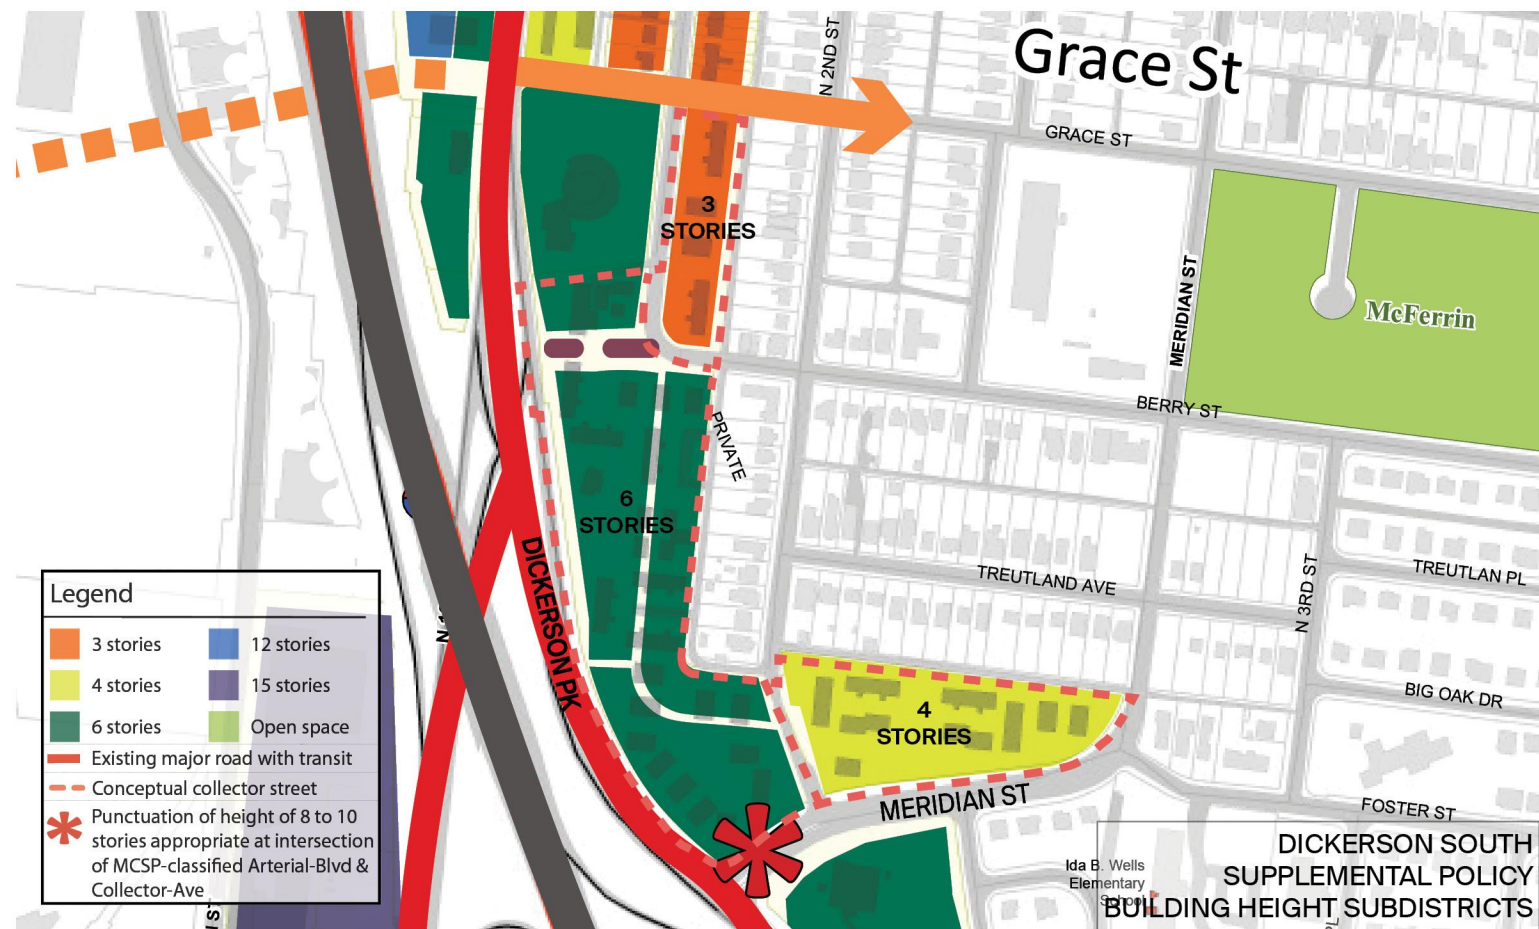 Grace St
N 2ND ST
GRACE ST
3
STORIES
MERIDIAN ST
McFerrin
BERRY ST
PRIVATE
6
STORIES
DICKERSON PK
TREUTLAND AVE
N 3RD ST
TREUTLAN PL
BIG OAK DR
4
STORIES
MERIDIAN ST
FOSTER ST
Legend
3 stories
12 stories
4 stories
15 stories
6 stories
Open space
Existing major road with transit
Conceptual collector street
Punctuation of height of 8 to 10
stories appropriate at intersection
of MCSP-classified Arterial-Blvd &
Collector-Ave
ST
Ida B. Wells
Elementary
School
DICKERSON SOUTH
SUPPLEMENTAL POLICY
BUILDING HEIGHT SUBDISTRICTS